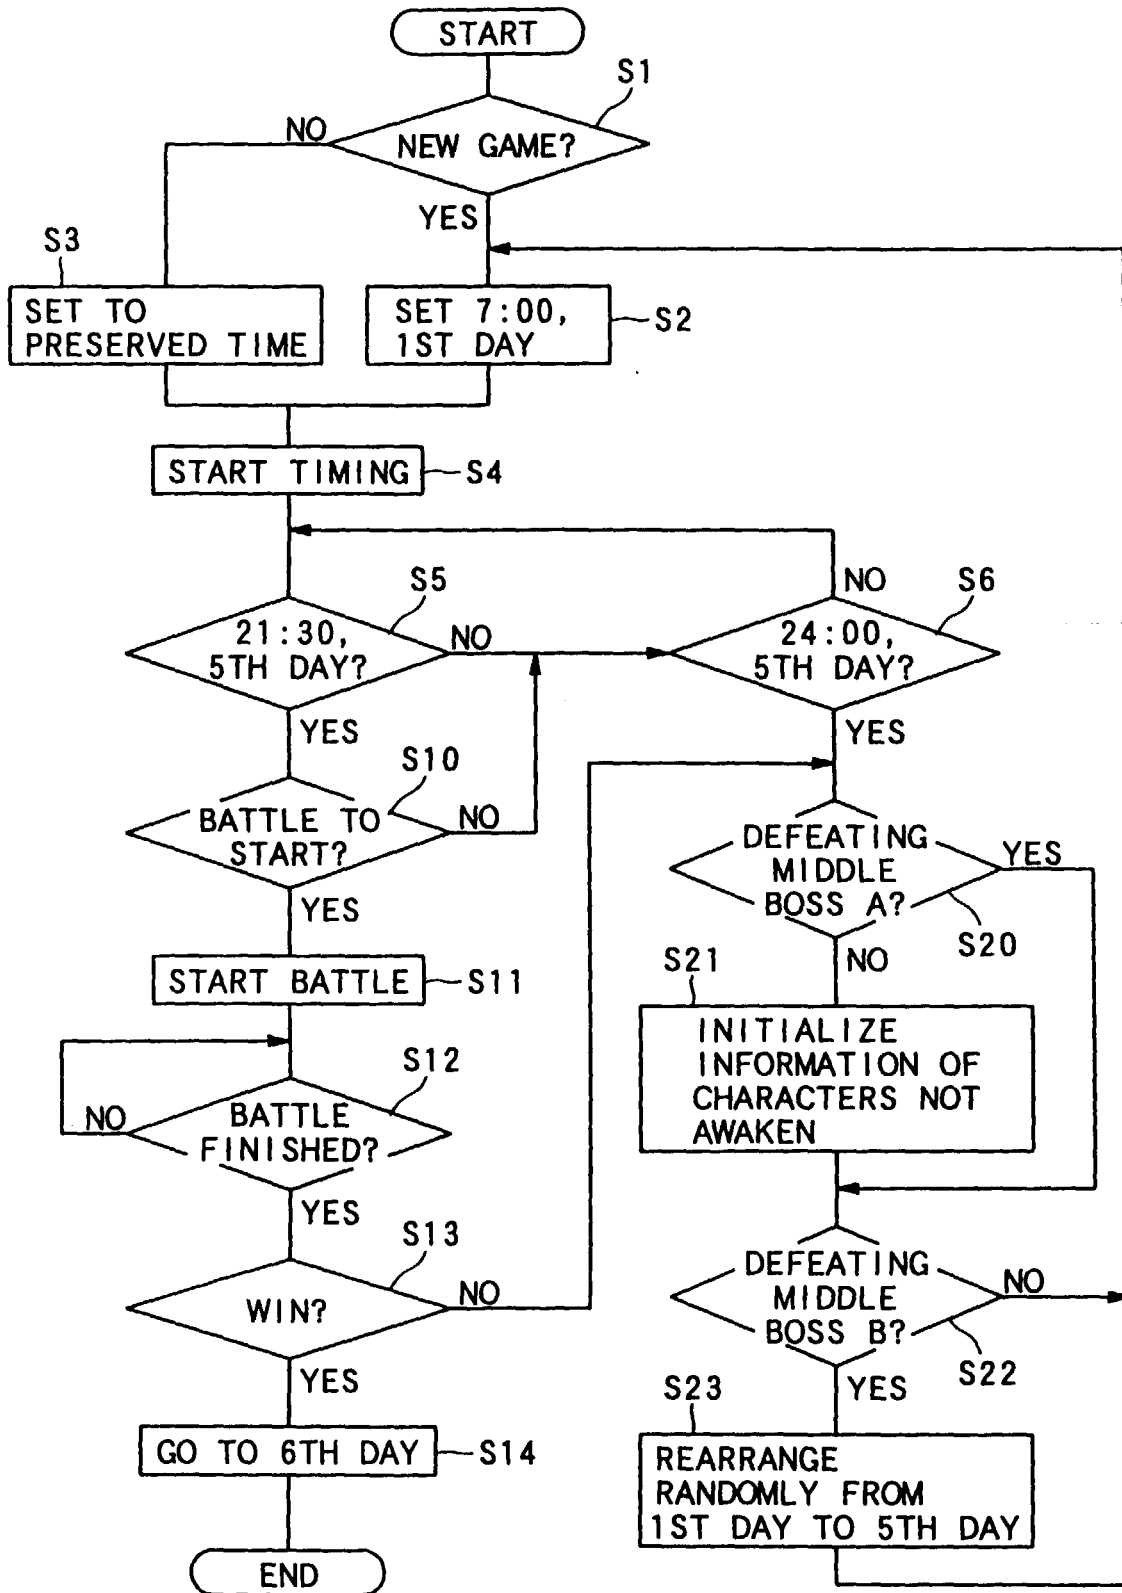 START
S1
NEW GAME?
NO
YES
S3
SET TO
PRESERVED TIME
SET 7:00,
1ST DAY
S2
START TIMING
S4
S5
21:30,
5TH DAY?
NO
YES
NO
S6
24:00,
5TH DAY?
YES
S10
BATTLE TO
START?
NO
YES
DEFEATING
MIDDLE
BOSS A?
YES
S20
NO
START BATTLE
S11
S21
INITIALIZE
INFORMATION OF
CHARACTERS NOT
AWAKEN
S12
BATTLE
FINISHED?
NO
YES
S13
WIN?
NO
YES
DEFEATING
MIDDLE
BOSS B?
NO
S22
YES
GO TO 6TH DAY
S14
S23
REARRANGE
RANDOMLY FROM
1ST DAY TO 5TH DAY
END